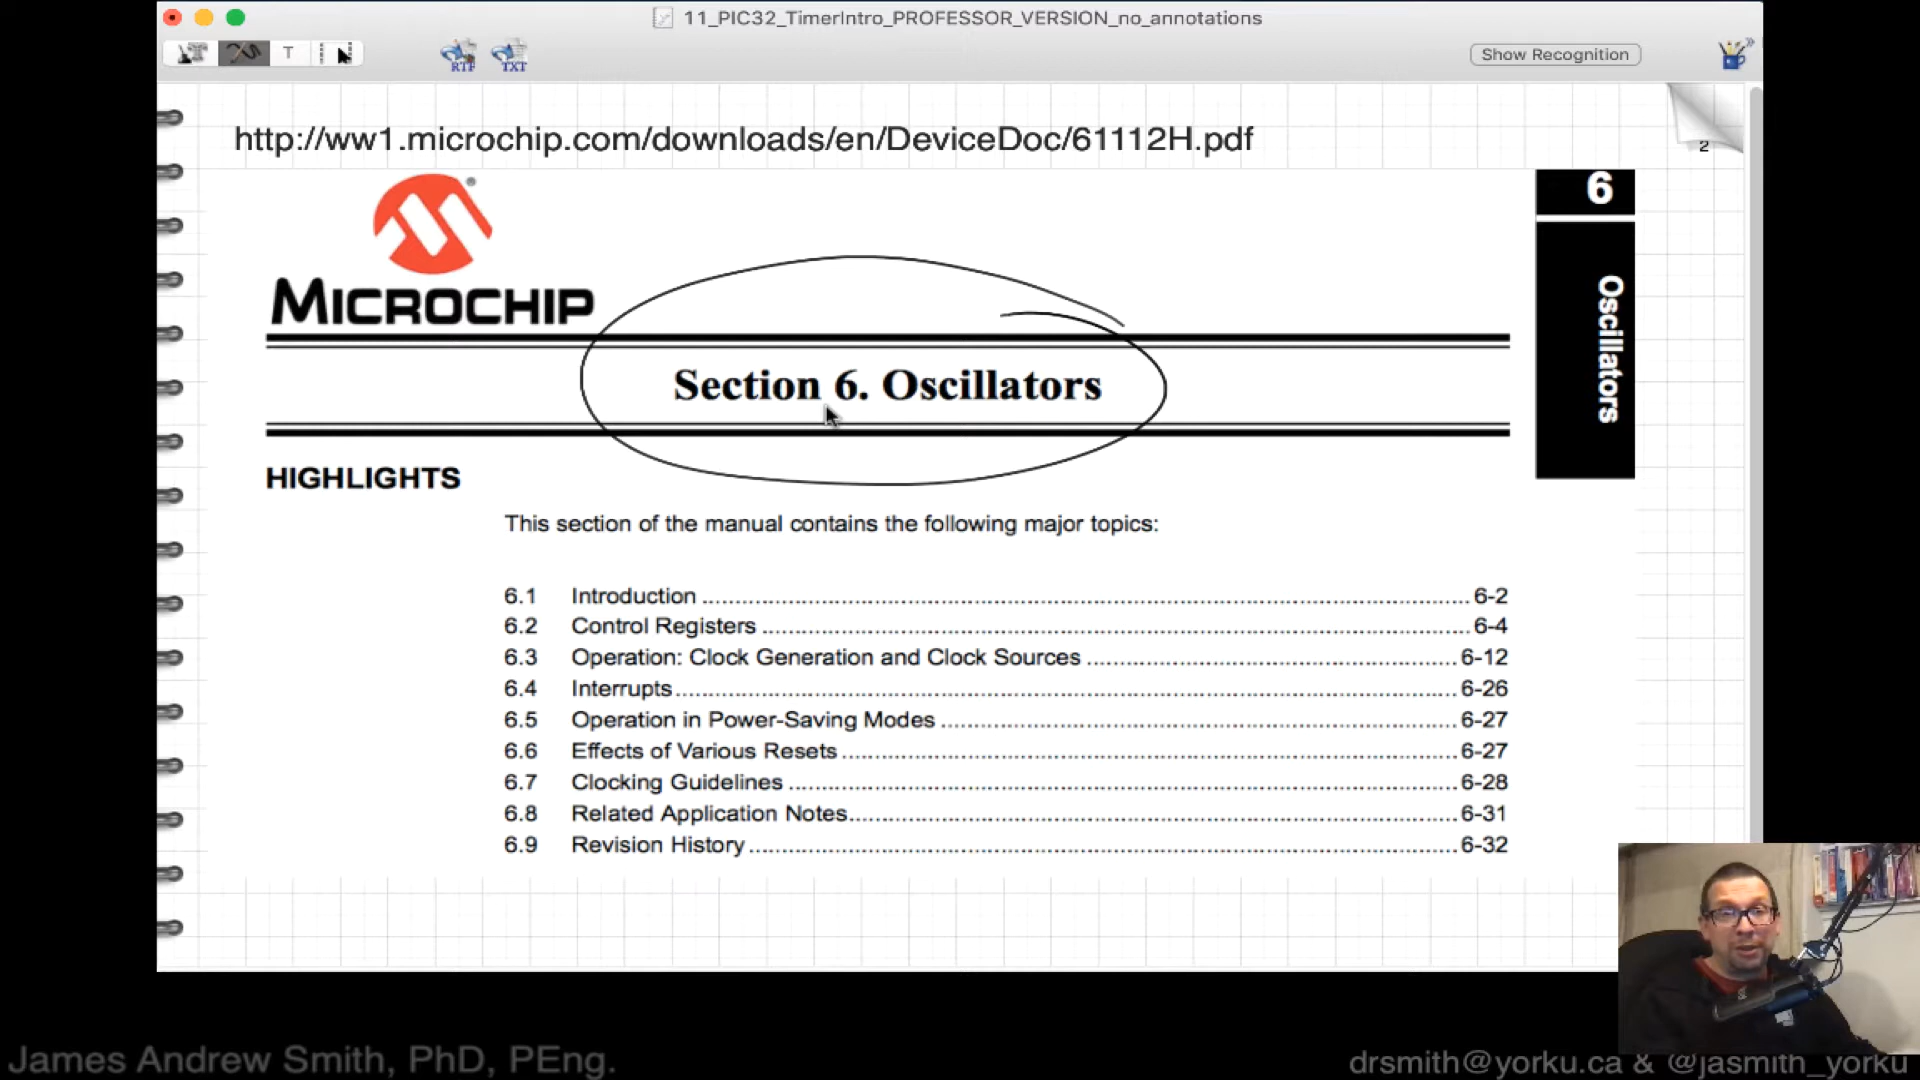 11_PIC32_TimerIntro_PROFESSOR_VERSION_no_annotations
T
RTF
TXT
Show Recognition
http://ww1.microchip.com/downloads/en/DeviceDoc/61112H.pdf
2
MICROCHIP
6
Oscillators
Section 6. Oscillators
HIGHLIGHTS
This section of the manual contains the following major topics:
6.1 Introduction ........ 6-2
6.2 Control Registers ........ 6-4
6.3 Operation: Clock Generation and Clock Sources ........ 6-12
6.4 Interrupts ........ 6-26
6.5 Operation in Power-Saving Modes ........ 6-27
6.6 Effects of Various Resets ........ 6-27
6.7 Clocking Guidelines ........ 6-28
6.8 Related Application Notes ........ 6-31
6.9 Revision History ........ 6-32
James Andrew Smith, PhD, PEng.
drsmith@yorku.ca & @jasmith_yorku